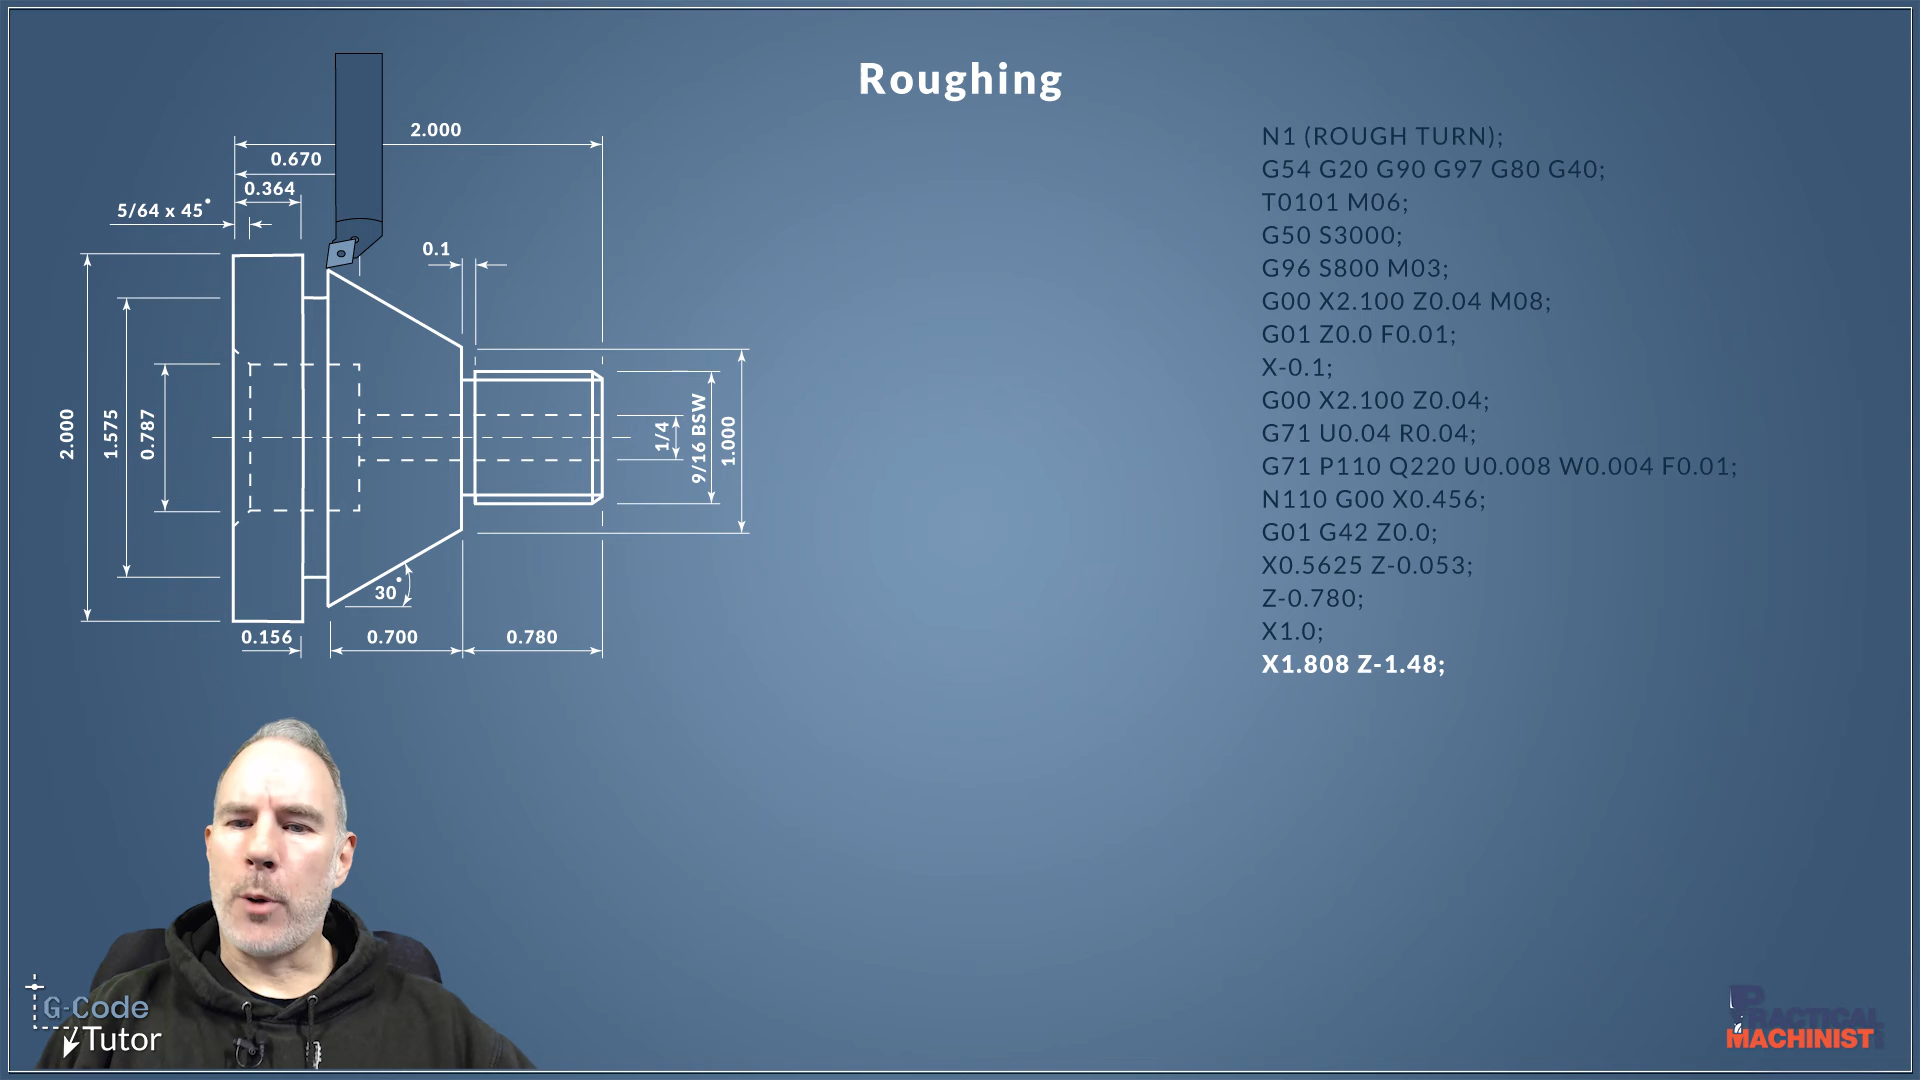 Roughing
2.000
0.670
0.364
5/64 x 45°
0.1
2.000
1.575
0.787
1/4
9/16 BSW
1.000
30°
0.156
0.700
0.780
N1 (ROUGH TURN);
G54 G20 G90 G97 G80 G40;
T0101 M06;
G50 S3000;
G96 S800 M03;
G00 X2.100 Z0.04 M08;
G01 Z0.0 F0.01;
X-0.1;
G00 X2.100 Z0.04;
G71 U0.04 R0.04;
G71 P110 Q220 U0.008 W0.004 F0.01;
N110 G00 X0.456;
G01 G42 Z0.0;
X0.5625 Z-0.053;
Z-0.780;
X1.0;
X1.808 Z-1.48;
G-Code
Tutor
PRACTICAL
MACHINIST